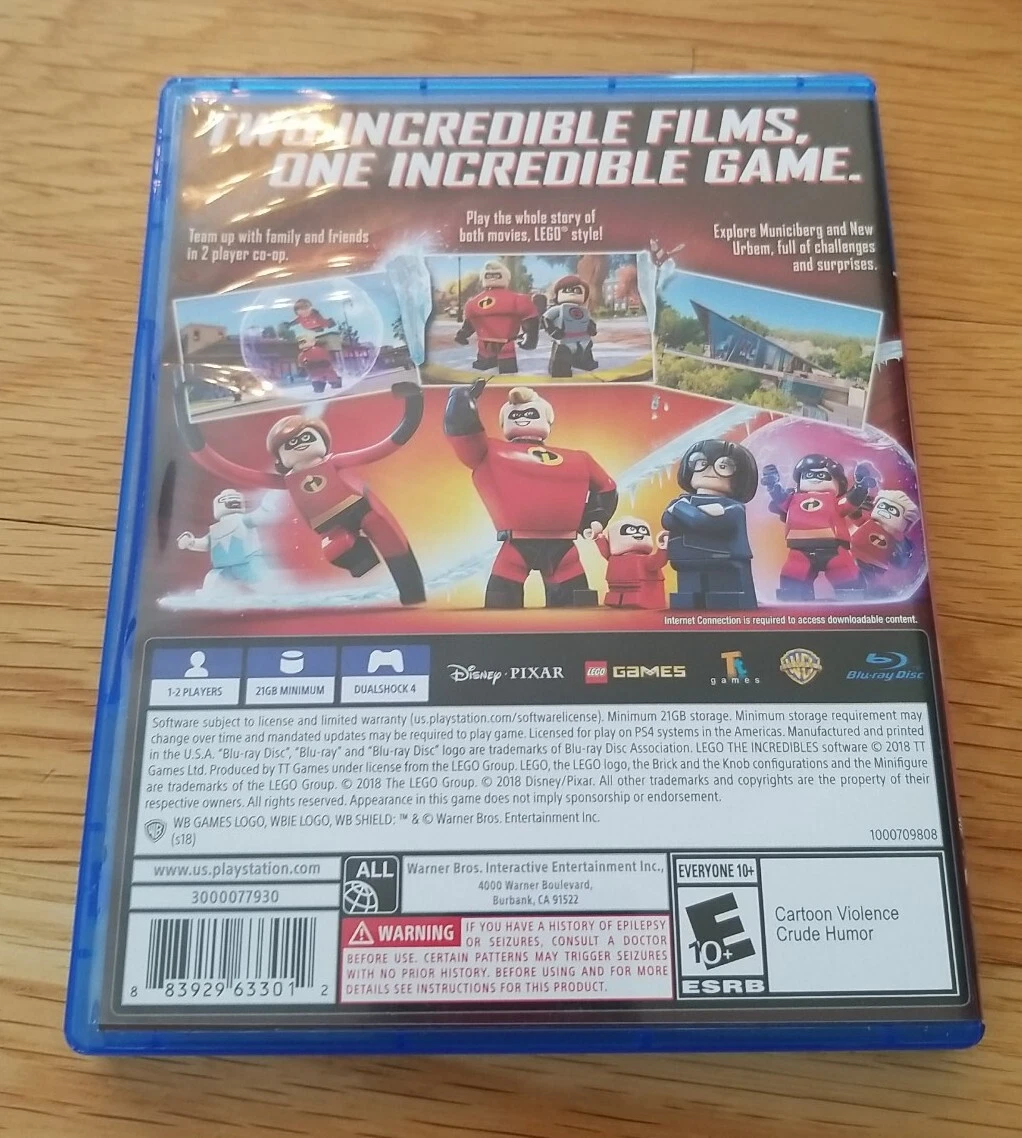 TWO INCREDIBLE FILMS,
ONE INCREDIBLE GAME.
Team up with family and friends
in 2 player co-op.
Play the whole story of
both movies, LEGO® style!
Explore Municiberg and New
Urbem, full of challenges
and surprises.
Internet Connection is required to access downloadable content.
1-2 PLAYERS
21GB MINIMUM
DUALSHOCK 4
Disney · PIXAR
LEGO GAMES
Tt games
WB
Blu-ray Disc
Software subject to license and limited warranty (us.playstation.com/softwarelicense). Minimum 21GB storage. Minimum storage requirement may
change over time and mandated updates may be required to play game. Licensed for play on PS4 systems in the Americas. Manufactured and printed
in the U.S.A. "Blu-ray Disc", "Blu-ray" and "Blu-ray Disc" logo are trademarks of Blu-ray Disc Association. LEGO THE INCREDIBLES software © 2018 TT
Games Ltd. Produced by TT Games under license from the LEGO Group. LEGO, the LEGO logo, the Brick and the Knob configurations and the Minifigure
are trademarks of the LEGO Group. © 2018 The LEGO Group. © 2018 Disney/Pixar. All other trademarks and copyrights are the property of their
respective owners. All rights reserved. Appearance in this game does not imply sponsorship or endorsement.
WB GAMES LOGO, WBIE LOGO, WB SHIELD: ™ & © Warner Bros. Entertainment Inc.
(s18)
1000709808
www.us.playstation.com
3000077930
8 83929 63301 2
ALL
Warner Bros. Interactive Entertainment Inc.,
4000 Warner Boulevard,
Burbank, CA 91522
WARNING IF YOU HAVE A HISTORY OF EPILEPSY
OR SEIZURES, CONSULT A DOCTOR
BEFORE USE. CERTAIN PATTERNS MAY TRIGGER SEIZURES
WITH NO PRIOR HISTORY. BEFORE USING AND FOR MORE
DETAILS SEE INSTRUCTIONS FOR THIS PRODUCT.
EVERYONE 10+
E
10+
ESRB
Cartoon Violence
Crude Humor